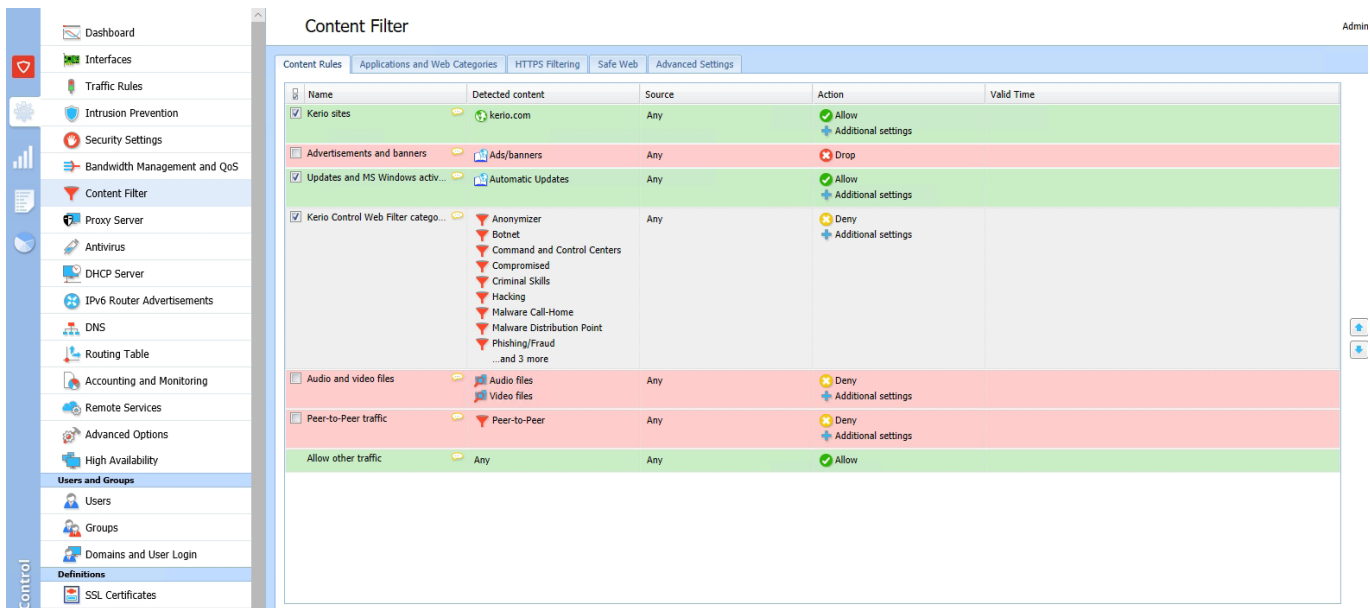 Content Filter
Admin
Dashboard
Interfaces
Traffic Rules
Intrusion Prevention
Security Settings
Bandwidth Management and QoS
Content Filter
Proxy Server
Antivirus
DHCP Server
IPv6 Router Advertisements
DNS
Routing Table
Accounting and Monitoring
Remote Services
Advanced Options
High Availability
Users and Groups
Users
Groups
Domains and User Login
Definitions
SSL Certificates
Control
Content Rules Applications and Web Categories HTTPS Filtering Safe Web Advanced Settings
Name Detected content Source Action Valid Time
Kerio sites kerio.com Any Allow
Additional settings
Advertisements and banners Ads/banners Any Drop
Updates and MS Windows activ... Automatic Updates Any Allow
Additional settings
Kerio Control Web Filter catego... Anonymizer Any Deny
Botnet Additional settings
Command and Control Centers
Compromised
Criminal Skills
Hacking
Malware Call-Home
Malware Distribution Point
Phishing/Fraud
...and 3 more
Audio and video files Audio files Any Deny
Video files Additional settings
Peer-to-Peer traffic Peer-to-Peer Any Deny
Additional settings
Allow other traffic Any Any Allow